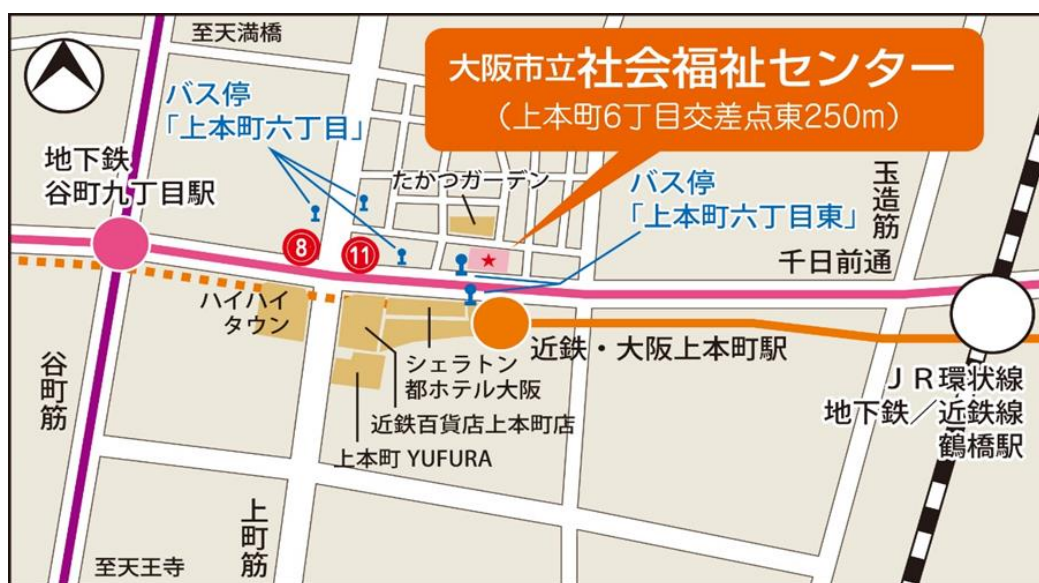 至天満橋
大阪市立社会福祉センター
（上本町6丁目交差点東250m）
バス停
「上本町六丁目」
地下鉄
谷町九丁目駅
たかつガーデン
バス停
「上本町六丁目東」
玉造筋
8
11
★
千日前通
ハイハイ
タウン
近鉄・大阪上本町駅
シェラトン
都ホテル大阪
近鉄百貨店上本町店
上本町 YUFURA
ＪＲ環状線
地下鉄／近鉄線
鶴橋駅
谷町筋
上町筋
至天王寺